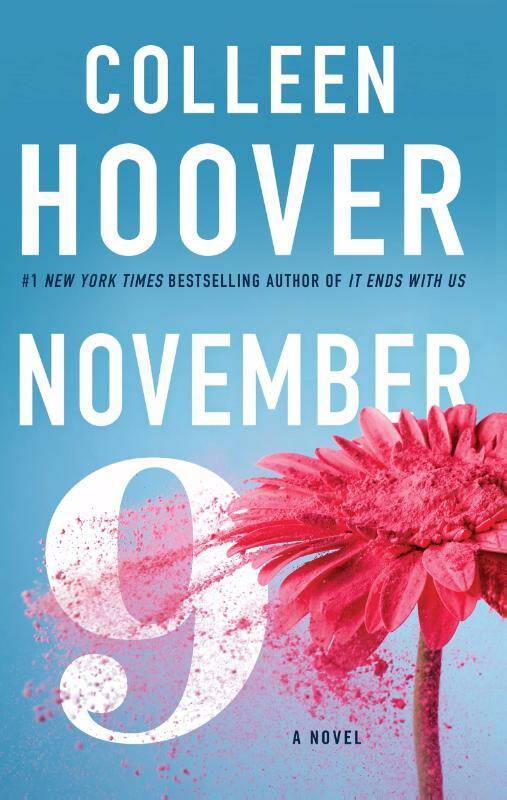 COLLEEN
HOOVER
#1 NEW YORK TIMES BESTSELLING AUTHOR OF IT ENDS WITH US
NOVEMBER
9
A NOVEL